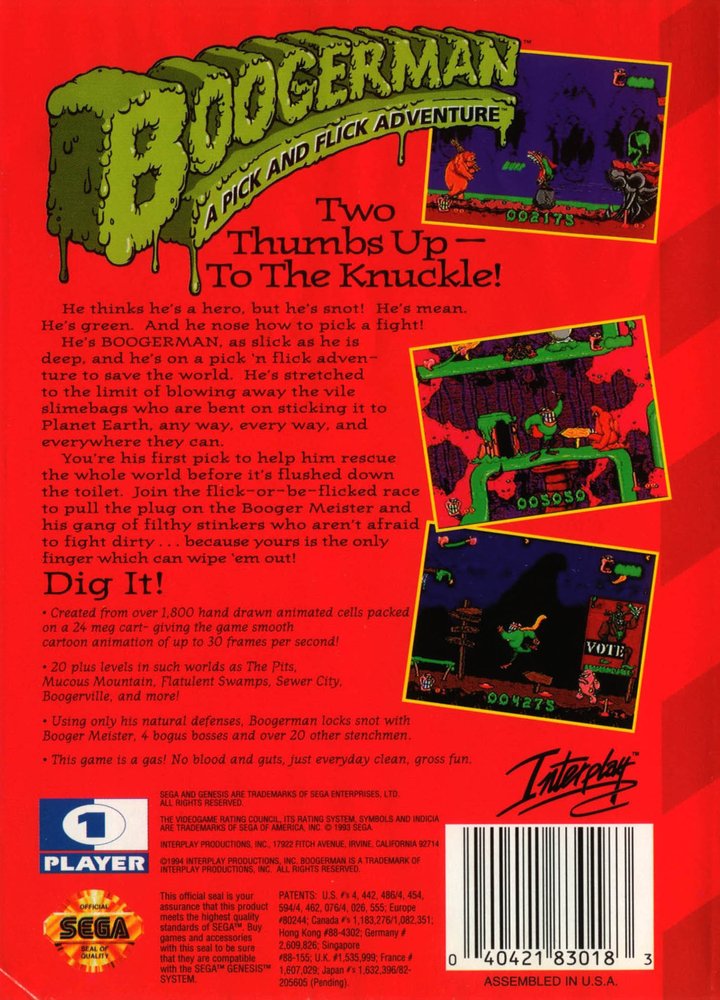 BOOGERMAN™
A PICK AND FLICK ADVENTURE
BURP
002175
Two
Thumbs Up —
To The Knuckle!
He thinks he's a hero, but he's snot! He's mean.
He's green. And he nose how to pick a fight!
He's BOOGERMAN, as slick as he is
deep, and he's on a pick 'n flick adven-
ture to save the world. He's stretched
to the limit of blowing away the vile
slimebags who are bent on sticking it to
Planet Earth, any way, every way, and
everywhere they can.
You're his first pick to help him rescue
the whole world before it's flushed down
the toilet. Join the flick-or-be-flicked race
to pull the plug on the Booger Meister and
his gang of filthy stinkers who aren't afraid
to fight dirty . . . because yours is the only
finger which can wipe 'em out!
005050
Dig It!
• Created from over 1,800 hand drawn animated cells packed
on a 24 meg cart- giving the game smooth
cartoon animation of up to 30 frames per second!
• 20 plus levels in such worlds as The Pits,
Mucous Mountain, Flatulent Swamps, Sewer City,
Boogerville, and more!
• Using only his natural defenses, Boogerman locks snot with
Booger Meister, 4 bogus bosses and over 20 other stenchmen.
• This game is a gas! No blood and guts, just everyday clean, gross fun.
VOTE
004275
Interplay™
1
PLAYER
SEGA AND GENESIS ARE TRADEMARKS OF SEGA ENTERPRISES, LTD.
ALL RIGHTS RESERVED.
THE VIDEOGAME RATING COUNCIL, ITS RATING SYSTEM, SYMBOLS AND INDICIA
ARE TRADEMARKS OF SEGA OF AMERICA, INC. © 1993 SEGA.
INTERPLAY PRODUCTIONS, INC., 17922 FITCH AVENUE, IRVINE, CALIFORNIA 92714
©1994 INTERPLAY PRODUCTIONS, INC. BOOGERMAN IS A TRADEMARK OF
INTERPLAY PRODUCTIONS, INC. ALL RIGHTS RESERVED.
OFFICIAL
SEGA
SEAL OF
QUALITY
This official seal is your
assurance that this product
meets the highest quality
standards of SEGA™. Buy
games and accessories
with this seal to be sure
that they are compatible
with the SEGA™ GENESIS™
SYSTEM.
PATENTS: U.S. #'s 4, 442, 486/4, 454,
594/4, 462, 076/4, 026, 555; Europe
#80244; Canada #'s 1,183,276/1,082,351;
Hong Kong #88-4302; Germany #
2,609,826; Singapore
#88-155; U.K. #1,535,999; France #
1,607,029; Japan #'s 1,632,396/82-
205605 (Pending).
0 40421 83018 3
ASSEMBLED IN U.S.A.